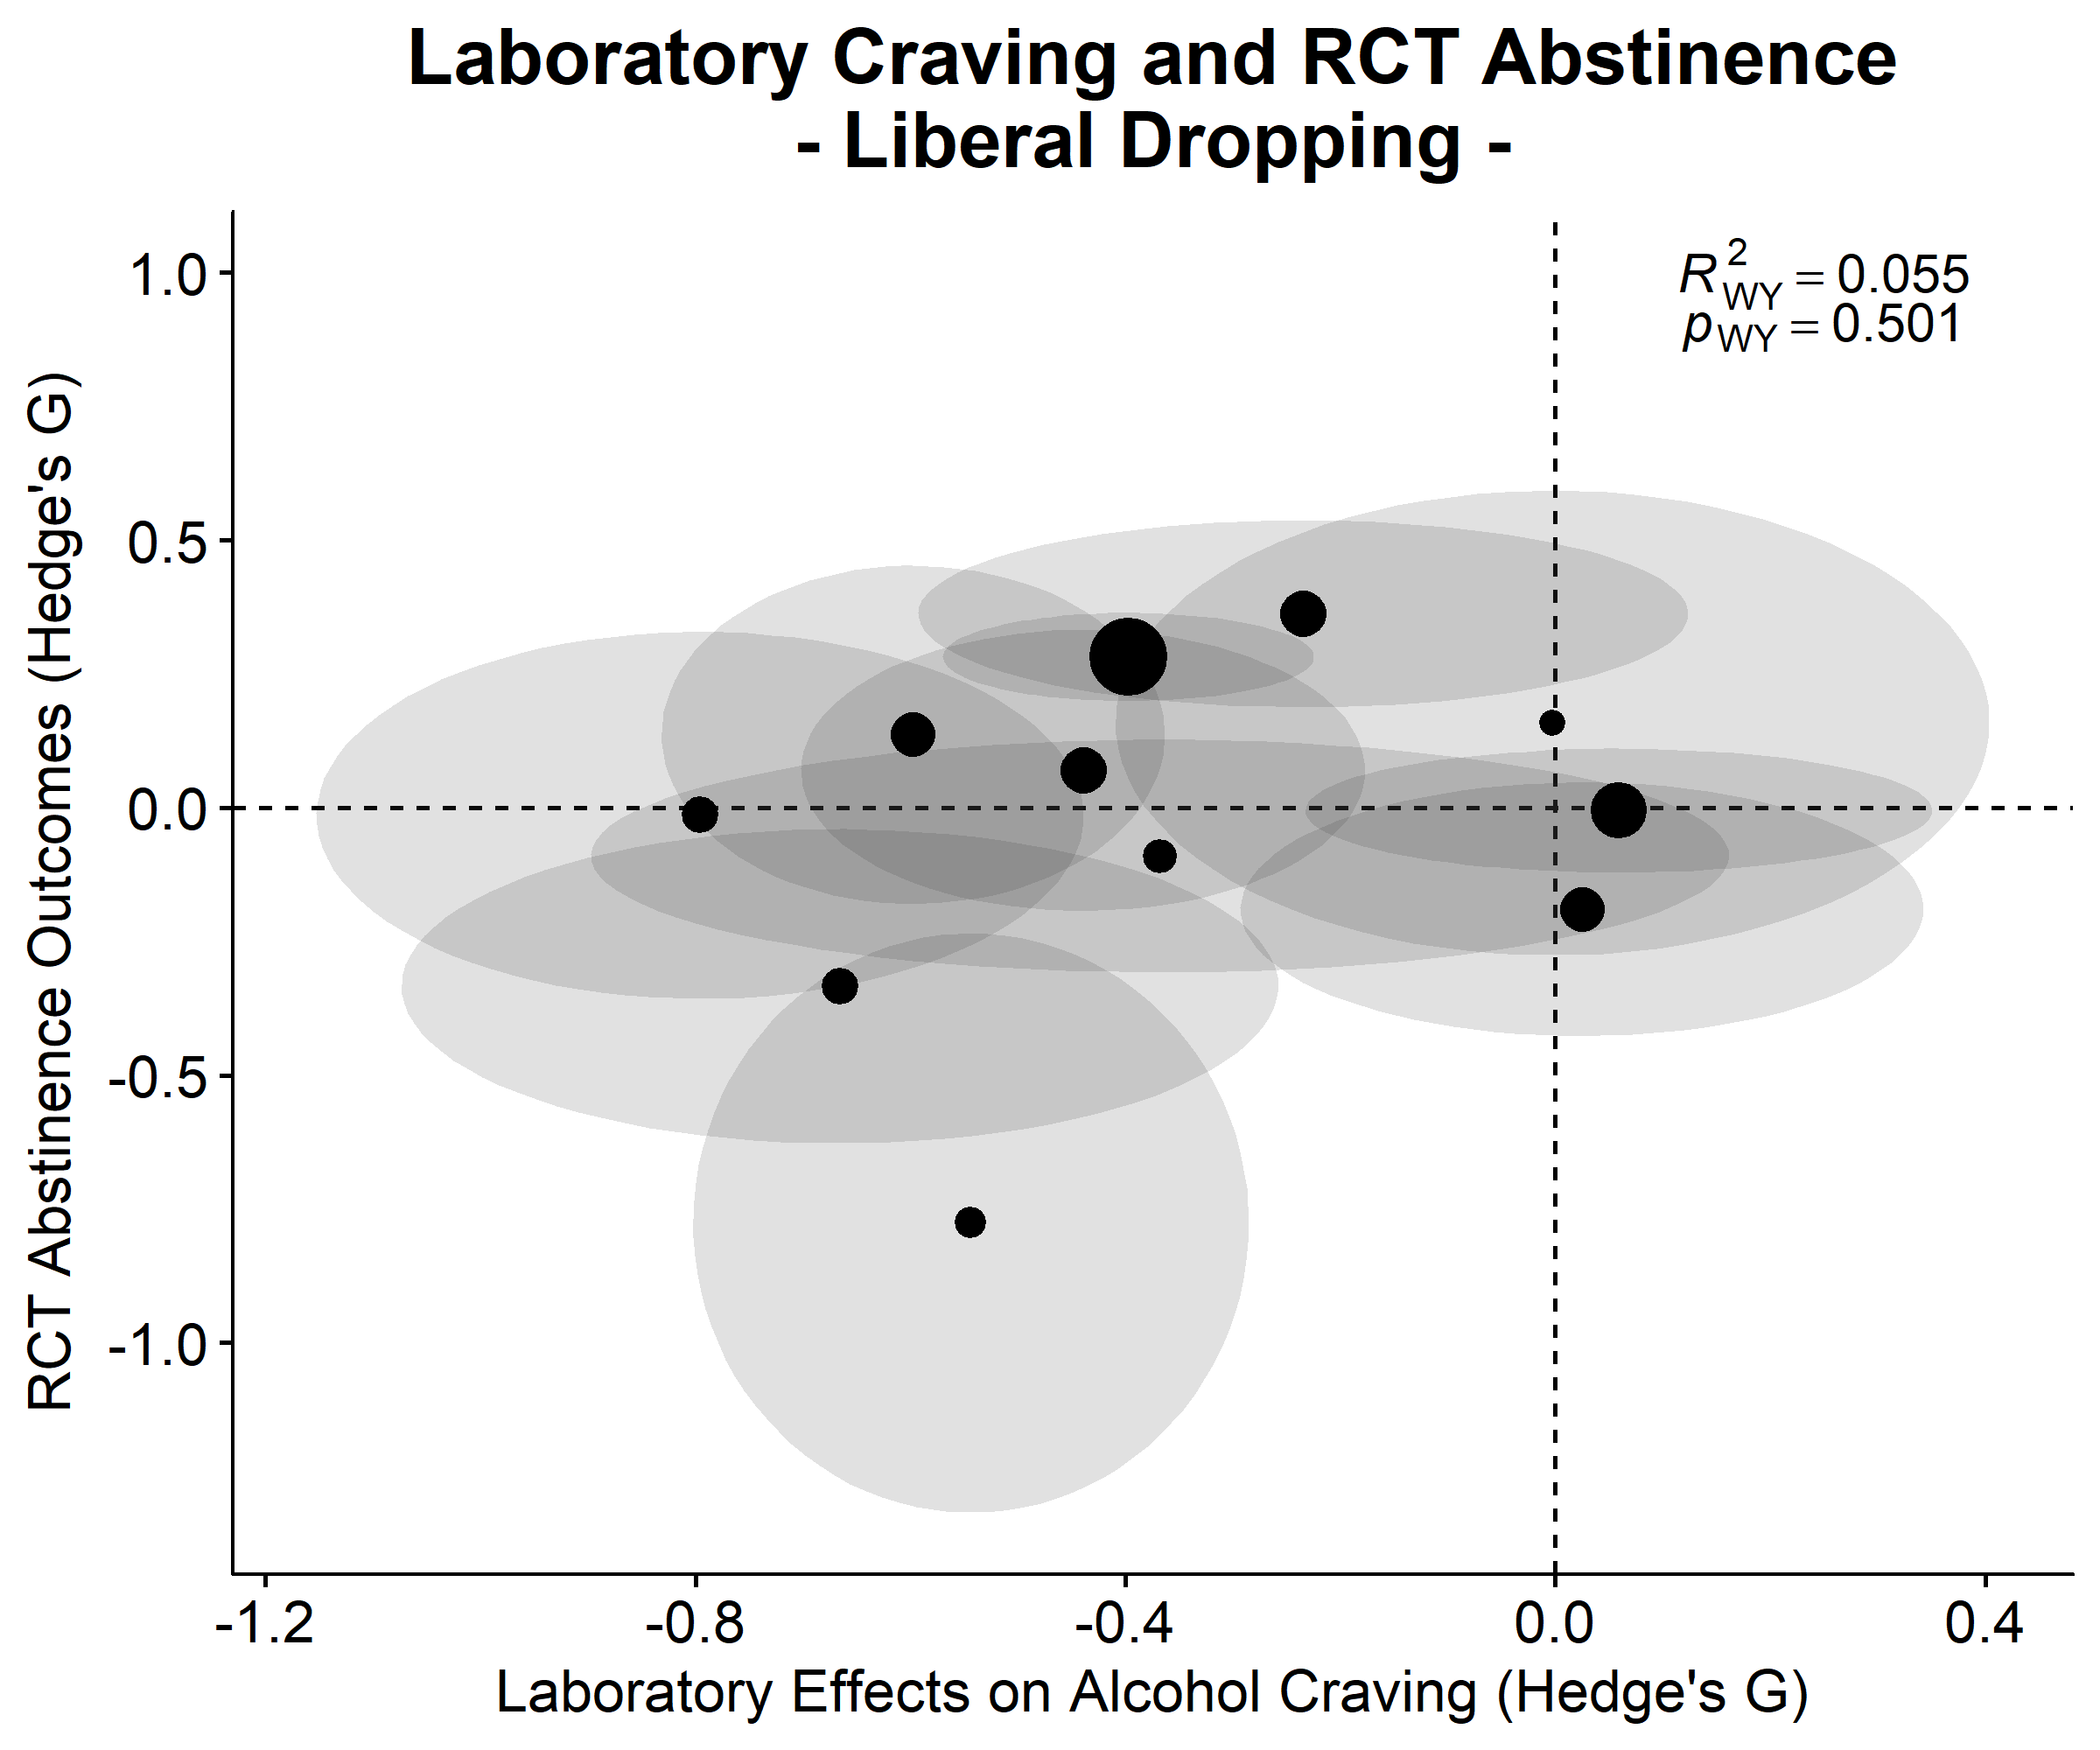 Laboratory Craving and RCT Abstinence
- Liberal Dropping -
R²WY = 0.055
pWY = 0.501
RCT Abstinence Outcomes (Hedge's G)
1.0
0.5
0.0
-0.5
-1.0
-1.2 -0.8 -0.4 0.0 0.4
Laboratory Effects on Alcohol Craving (Hedge's G)